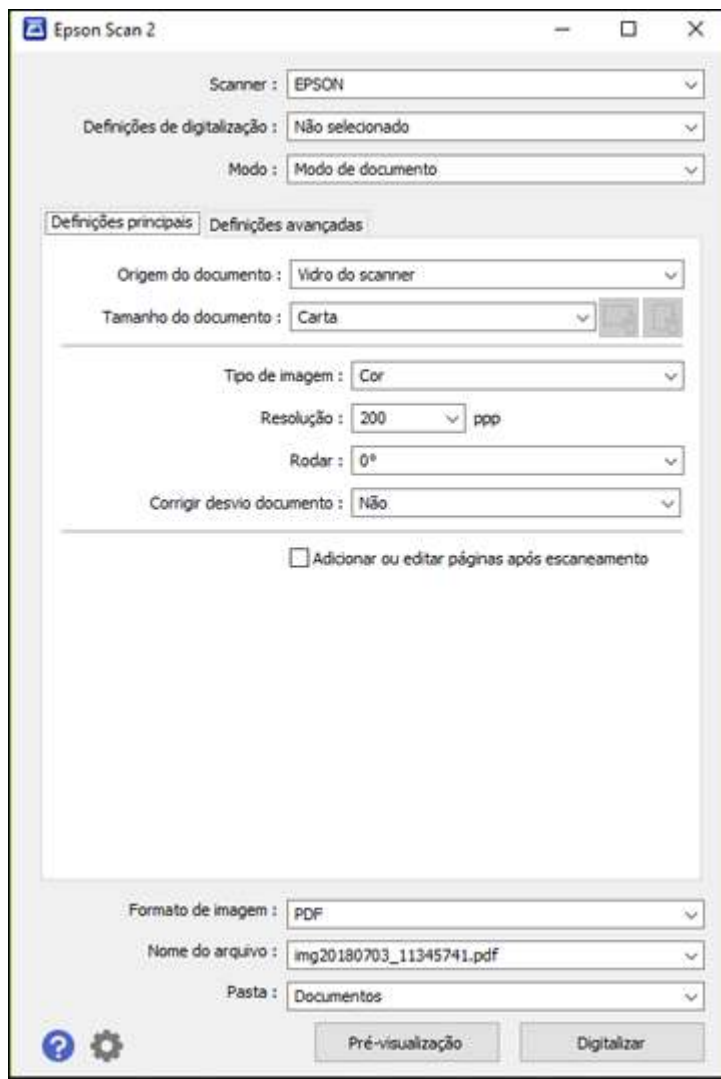 Epson Scan 2
Scanner : EPSON
Definições de digitalização : Não selecionado
Modo : Modo de documento
Definições principais Definições avançadas
Origem do documento : Vidro do scanner
Tamanho do documento : Carta
Tipo de imagem : Cor
Resolução : 200 ppp
Rodar : 0°
Corrigir desvio documento : Não
Adicionar ou editar páginas após escaneamento
Formato de imagem : PDF
Nome do arquivo : img20180703_11345741.pdf
Pasta : Documentos
? Pré-visualização Digitalizar